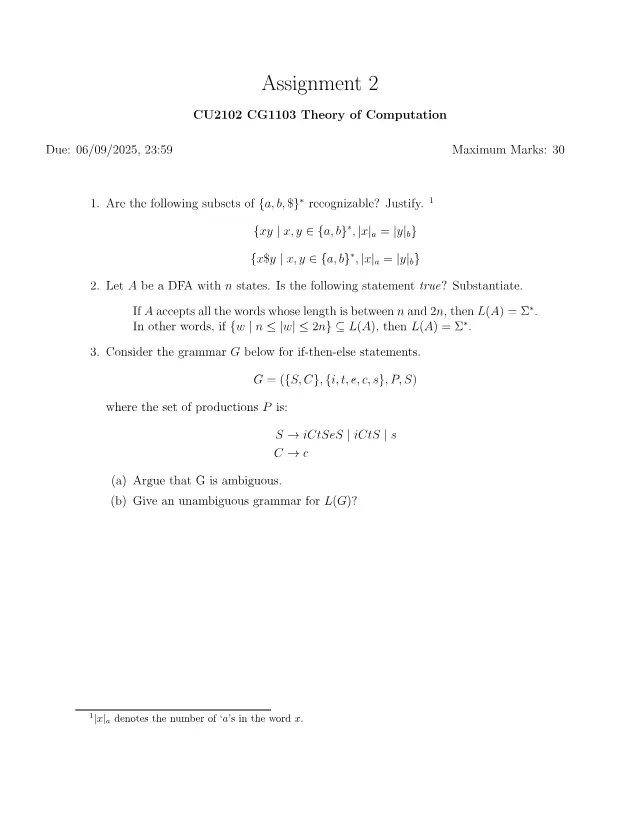 Assignment 2
CU2102 CG1103 Theory of Computation
Due: 06/09/2025, 23:59 Maximum Marks: 30
1. Are the following subsets of {a, b, $}* recognizable? Justify. ¹
{xy | x, y ∈ {a, b}*, |x|ₐ = |y|_b}
{x$y | x, y ∈ {a, b}*, |x|ₐ = |y|_b}
2. Let A be a DFA with n states. Is the following statement true? Substantiate.
If A accepts all the words whose length is between n and 2n, then L(A) = Σ*.
In other words, if {w | n ≤ |w| ≤ 2n} ⊆ L(A), then L(A) = Σ*.
3. Consider the grammar G below for if-then-else statements.
G = ({S, C}, {i, t, e, c, s}, P, S)
where the set of productions P is:
S → iCtSeS | iCtS | s
C → c
(a) Argue that G is ambiguous.
(b) Give an unambiguous grammar for L(G)?
¹|x|ₐ denotes the number of ‘a’s in the word x.